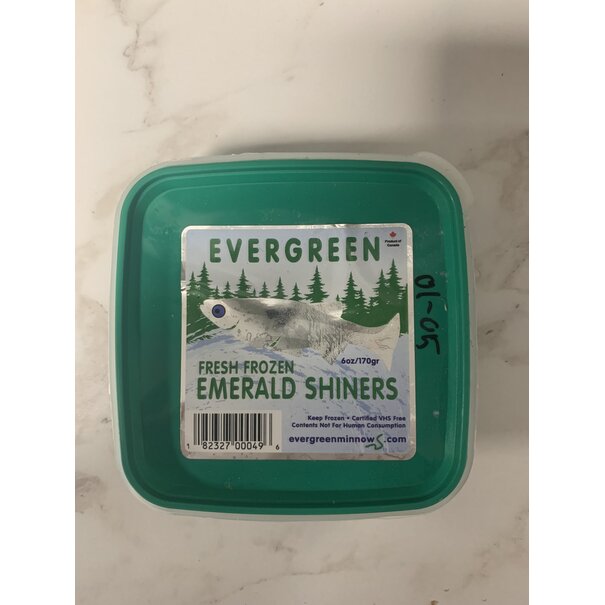 EVERGREEN
Product of
Canada
6oz/170gr
FRESH FROZEN
EMERALD SHINERS
Keep Frozen • Certified VHS Free
Contents Not For Human Consumption
evergreenminnows.com
1 82327 00049 6
01-05